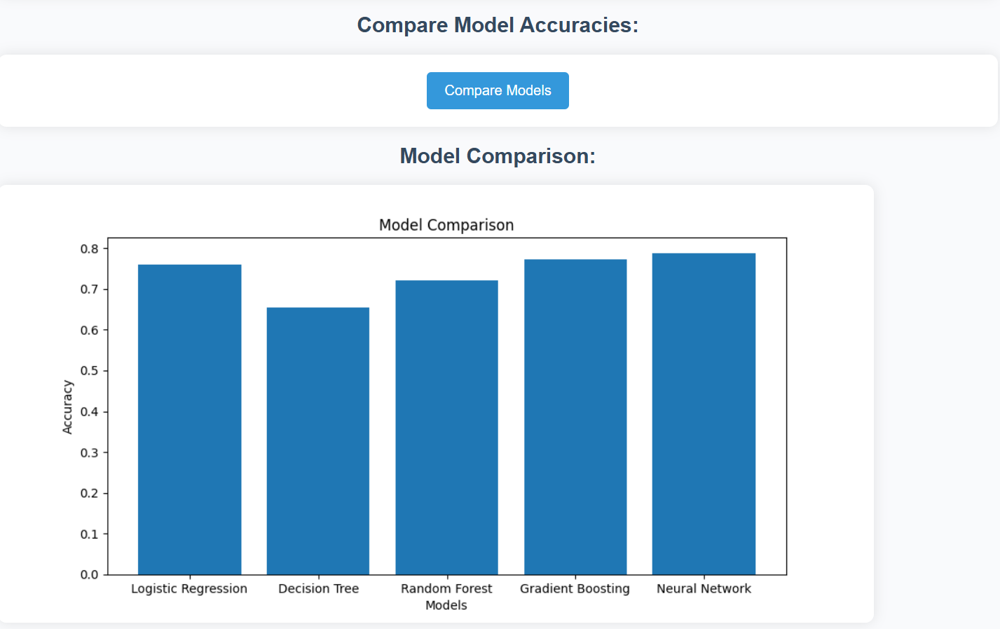 Compare Model Accuracies:
Compare Models
Model Comparison:
Model Comparison
0.8
0.7
0.6
0.5
0.4
0.3
0.2
0.1
0.0
Accuracy
Logistic Regression
Decision Tree
Random Forest
Gradient Boosting
Neural Network
Models